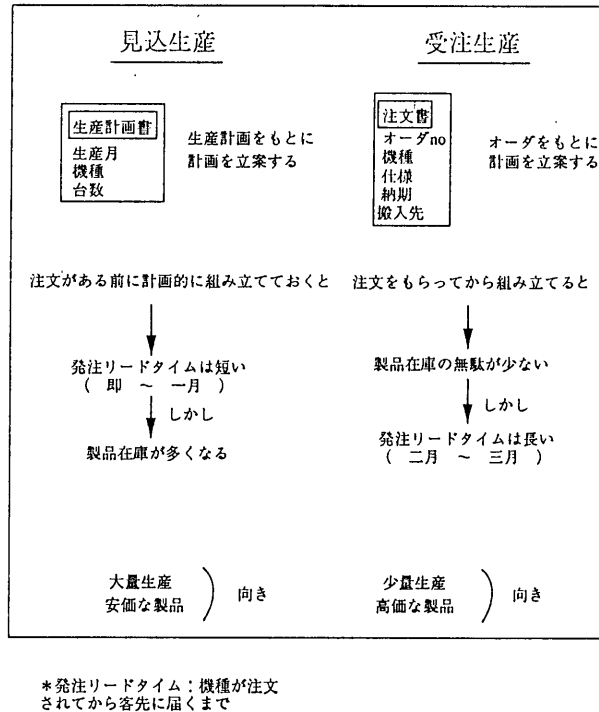 見込生産
生産計画書
生産月
機種
台数
生産計画をもとに
計画を立案する
注文がある前に計画的に組み立てておくと
発注リードタイムは短い
( 即 ～ 一月 )
しかし
製品在庫が多くなる
大量生産
安価な製品
向き
受注生産
注文書
オーダno
機種
仕様
納期
搬入先
オーダをもとに
計画を立案する
注文をもらってから組み立てると
製品在庫の無駄が少ない
しかし
発注リードタイムは長い
( 二月 ～ 三月 )
少量生産
高価な製品
向き
*発注リードタイム：機種が注文
されてから客先に届くまで